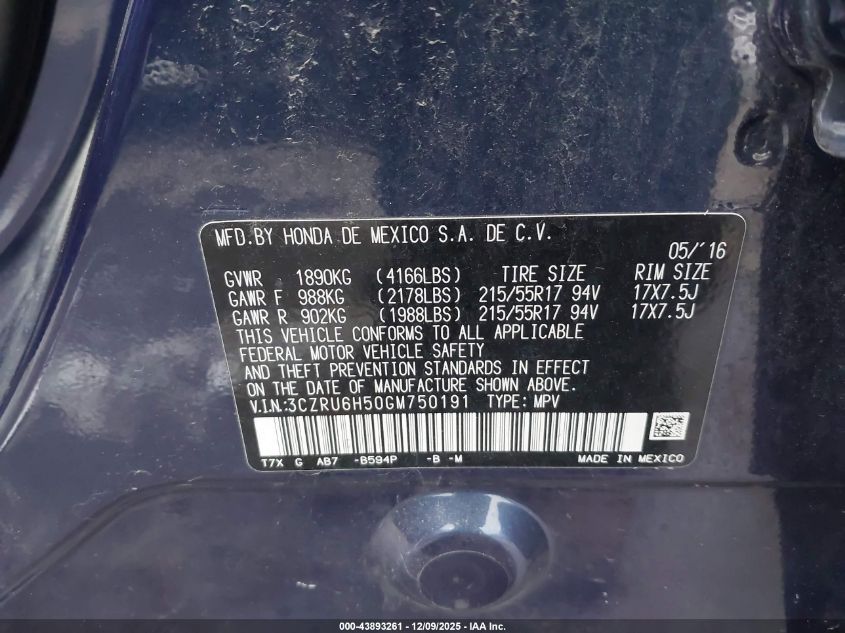 MFD.BY HONDA DE MEXICO S.A. DE C.V.
05/'16
GVWR 1890KG (4166LBS) TIRE SIZE RIM SIZE
GAWR F 988KG (2178LBS) 215/55R17 94V 17X7.5J
GAWR R 902KG (1988LBS) 215/55R17 94V 17X7.5J
THIS VEHICLE CONFORMS TO ALL APPLICABLE
FEDERAL MOTOR VEHICLE SAFETY
AND THEFT PREVENTION STANDARDS IN EFFECT
ON THE DATE OF MANUFACTURE SHOWN ABOVE.
V.I.N:3CZRU6H50GM750191 TYPE: MPV
T7X G AB7 -B594P -B -M MADE IN MEXICO
000-43893261 - 12/09/2025 - IAA Inc.